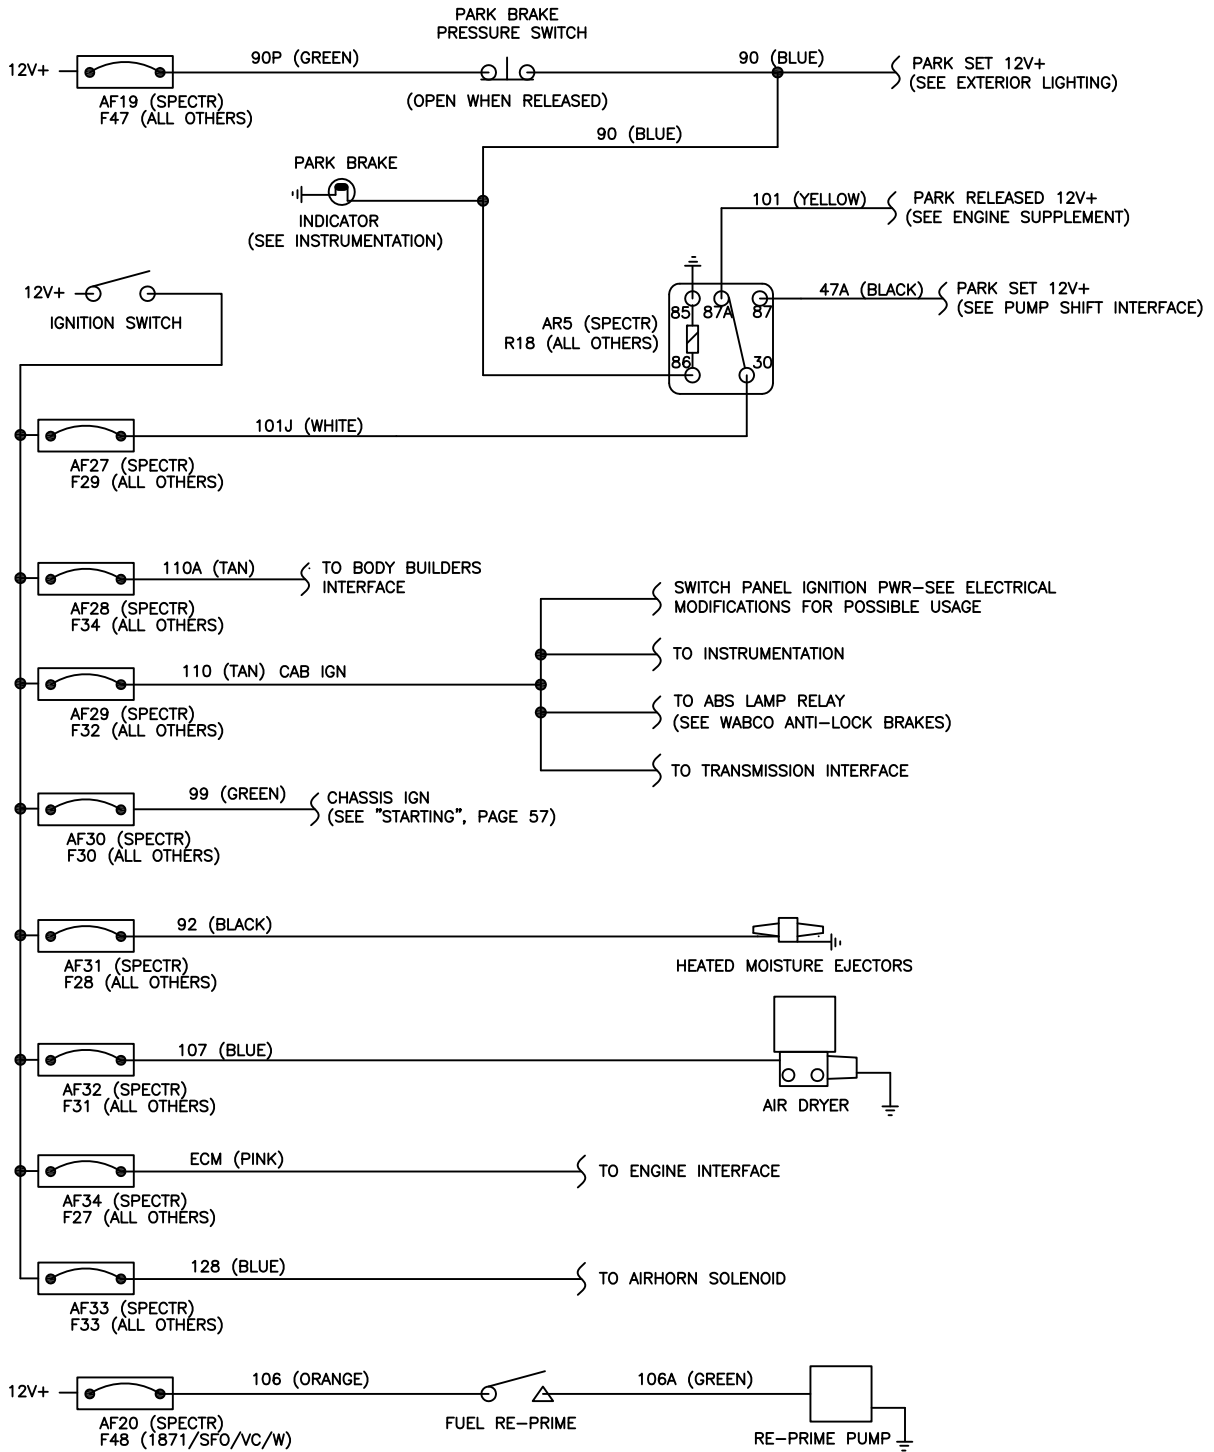 PARK BRAKE
PRESSURE SWITCH
12V+
90P (GREEN)
90 (BLUE)
PARK SET 12V+
(SEE EXTERIOR LIGHTING)
AF19 (SPECTR)
F47 (ALL OTHERS)
(OPEN WHEN RELEASED)
90 (BLUE)
PARK BRAKE
INDICATOR
(SEE INSTRUMENTATION)
101 (YELLOW)
PARK RELEASED 12V+
(SEE ENGINE SUPPLEMENT)
12V+
IGNITION SWITCH
47A (BLACK)
PARK SET 12V+
(SEE PUMP SHIFT INTERFACE)
85 87A 87
AR5 (SPECTR)
R18 (ALL OTHERS)
86 30
101J (WHITE)
AF27 (SPECTR)
F29 (ALL OTHERS)
110A (TAN)
TO BODY BUILDERS
INTERFACE
AF28 (SPECTR)
F34 (ALL OTHERS)
SWITCH PANEL IGNITION PWR-SEE ELECTRICAL
MODIFICATIONS FOR POSSIBLE USAGE
TO INSTRUMENTATION
110 (TAN) CAB IGN
AF29 (SPECTR)
F32 (ALL OTHERS)
TO ABS LAMP RELAY
(SEE WABCO ANTI-LOCK BRAKES)
TO TRANSMISSION INTERFACE
99 (GREEN)
CHASSIS IGN
(SEE "STARTING", PAGE 57)
AF30 (SPECTR)
F30 (ALL OTHERS)
92 (BLACK)
AF31 (SPECTR)
F28 (ALL OTHERS)
HEATED MOISTURE EJECTORS
107 (BLUE)
AF32 (SPECTR)
F31 (ALL OTHERS)
AIR DRYER
ECM (PINK)
TO ENGINE INTERFACE
AF34 (SPECTR)
F27 (ALL OTHERS)
128 (BLUE)
TO AIRHORN SOLENOID
AF33 (SPECTR)
F33 (ALL OTHERS)
12V+
106 (ORANGE)
106A (GREEN)
AF20 (SPECTR)
F48 (1871/SFO/VC/W)
FUEL RE-PRIME
RE-PRIME PUMP